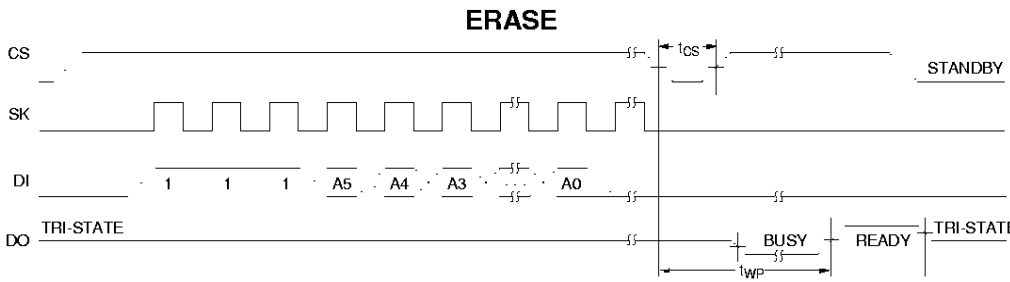 ERASE
CS tCS STANDBY
SK
DI 1 1 1 A5 A4 A3 ... A0
TRI-STATE TRI-STATE
DO BUSY READY
tWP